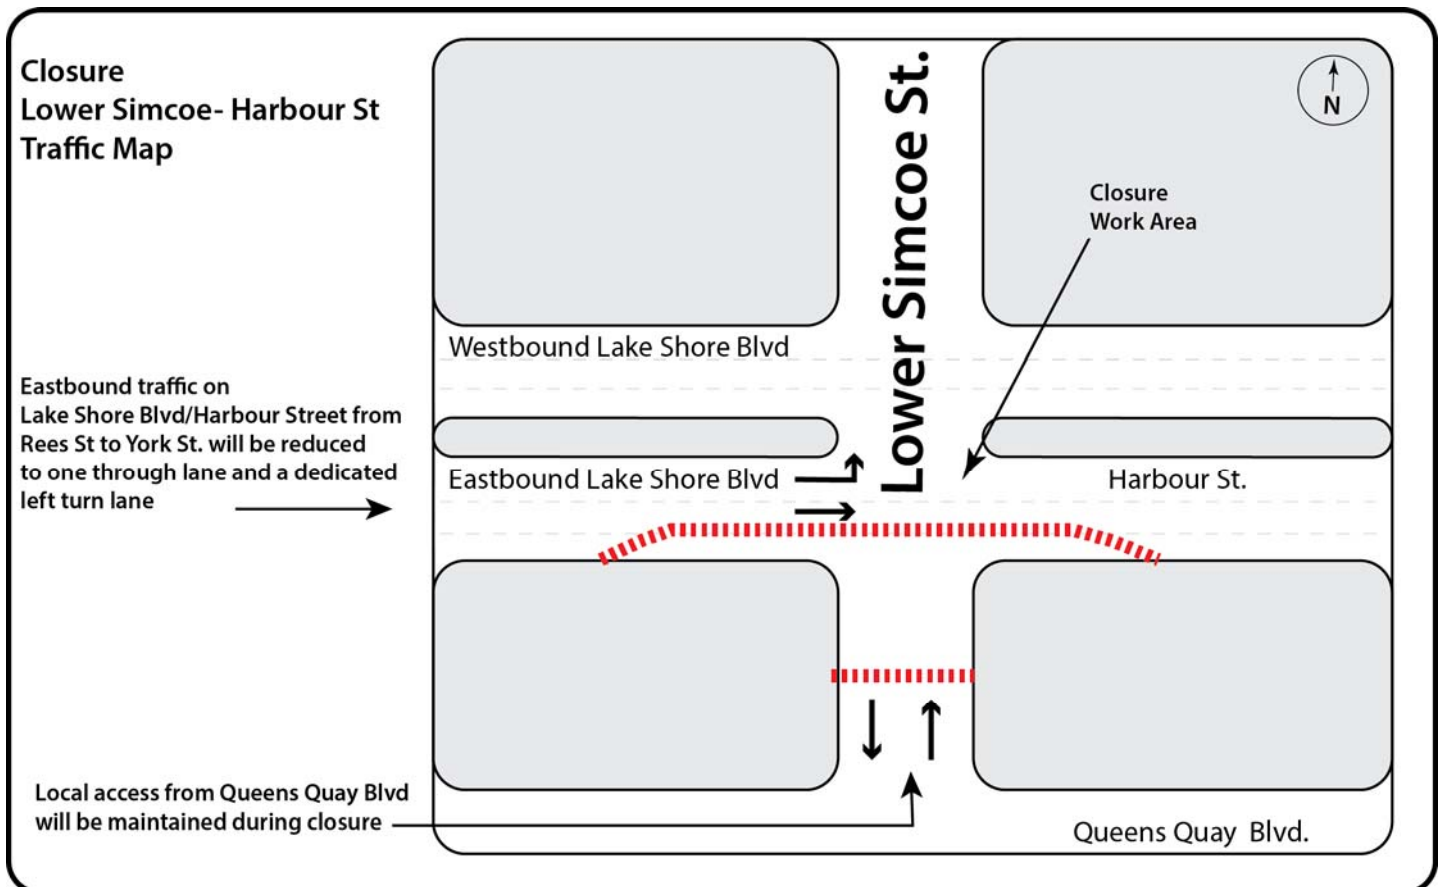 Closure
Lower Simcoe- Harbour St
Traffic Map
N
Lower Simcoe St.
Closure
Work Area
Westbound Lake Shore Blvd
Eastbound traffic on
Lake Shore Blvd/Harbour Street from
Rees St to York St. will be reduced
to one through lane and a dedicated
left turn lane
Eastbound Lake Shore Blvd
Harbour St.
Local access from Queens Quay Blvd
will be maintained during closure
Queens Quay Blvd.